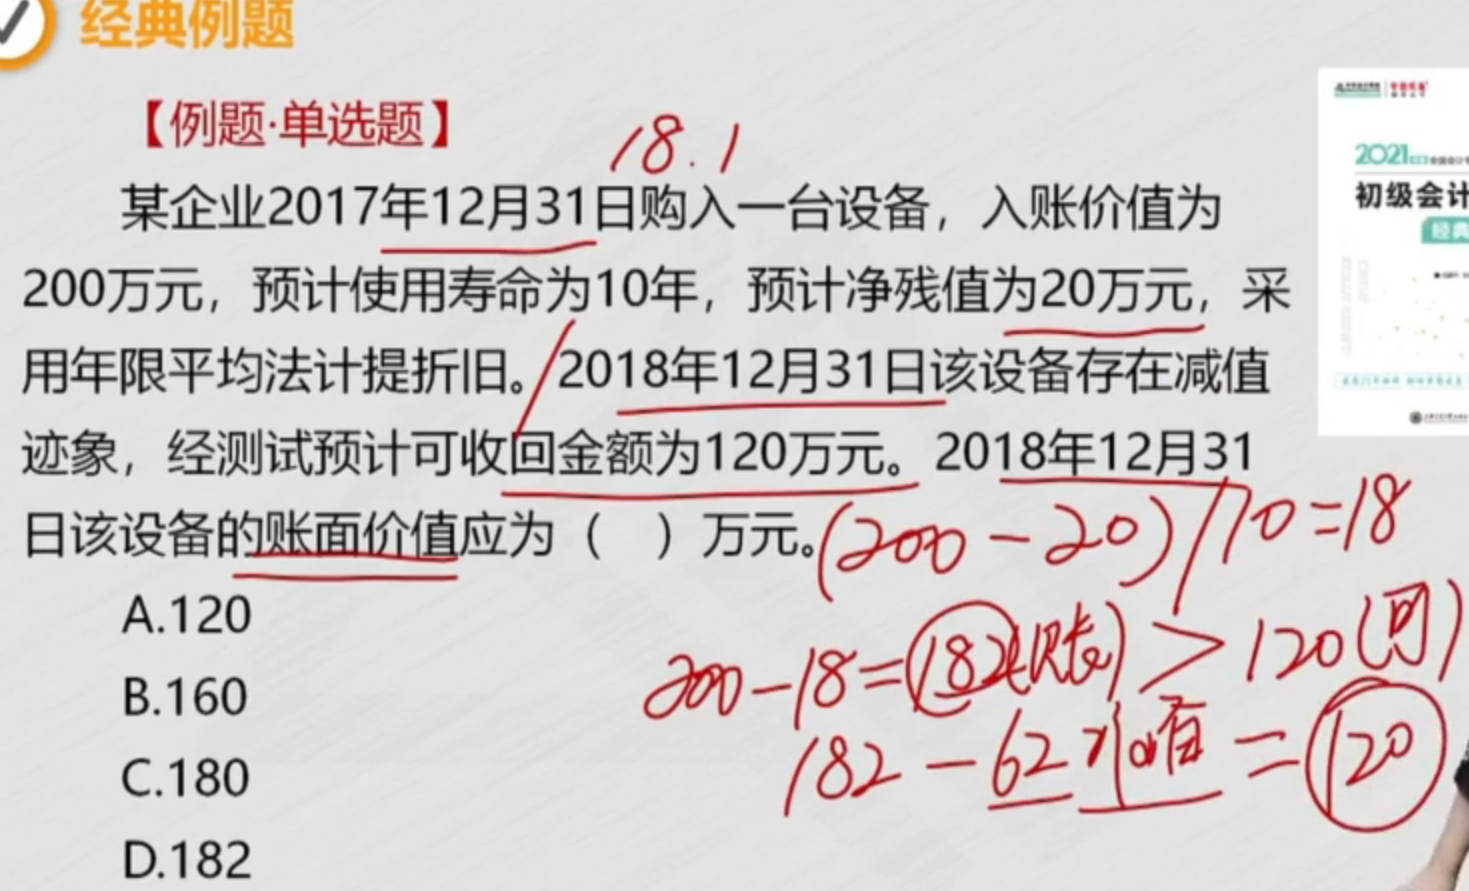 经典例题
【例题·单选题】
18.1
某企业2017年12月31日购入一台设备，入账价值为
200万元，预计使用寿命为10年，预计净残值为20万元，采
用年限平均法计提折旧。2018年12月31日该设备存在减值
迹象，经测试预计可收回金额为120万元。2018年12月31
日该设备的账面价值应为（ ）万元。
(200-20)/10=18
A.120
200-18=182(账)>120(可)
B.160
182-62减值=120
C.180
D.182
2021
初级会计
经典